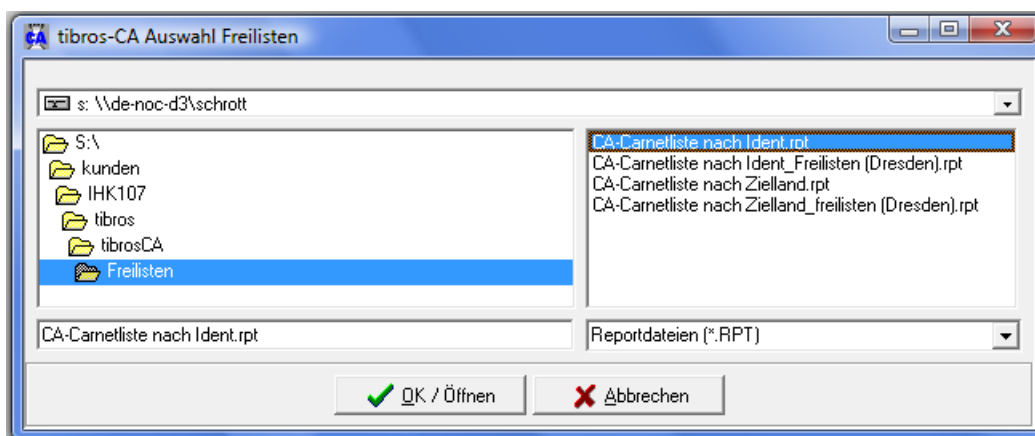 CA tibros-CA Auswahl Freilisten
s: \\de-noc-d3\schrott
S:\
kunden
IHK107
tibros
tibrosCA
Freilisten
CA-Carnetliste nach Ident.rpt
CA-Carnetliste nach Ident_Freilisten (Dresden).rpt
CA-Carnetliste nach Zielland.rpt
CA-Carnetliste nach Zielland_freilisten (Dresden).rpt
CA-Carnetliste nach Ident.rpt
Reportdateien (*.RPT)
OK / Öffnen
Abbrechen